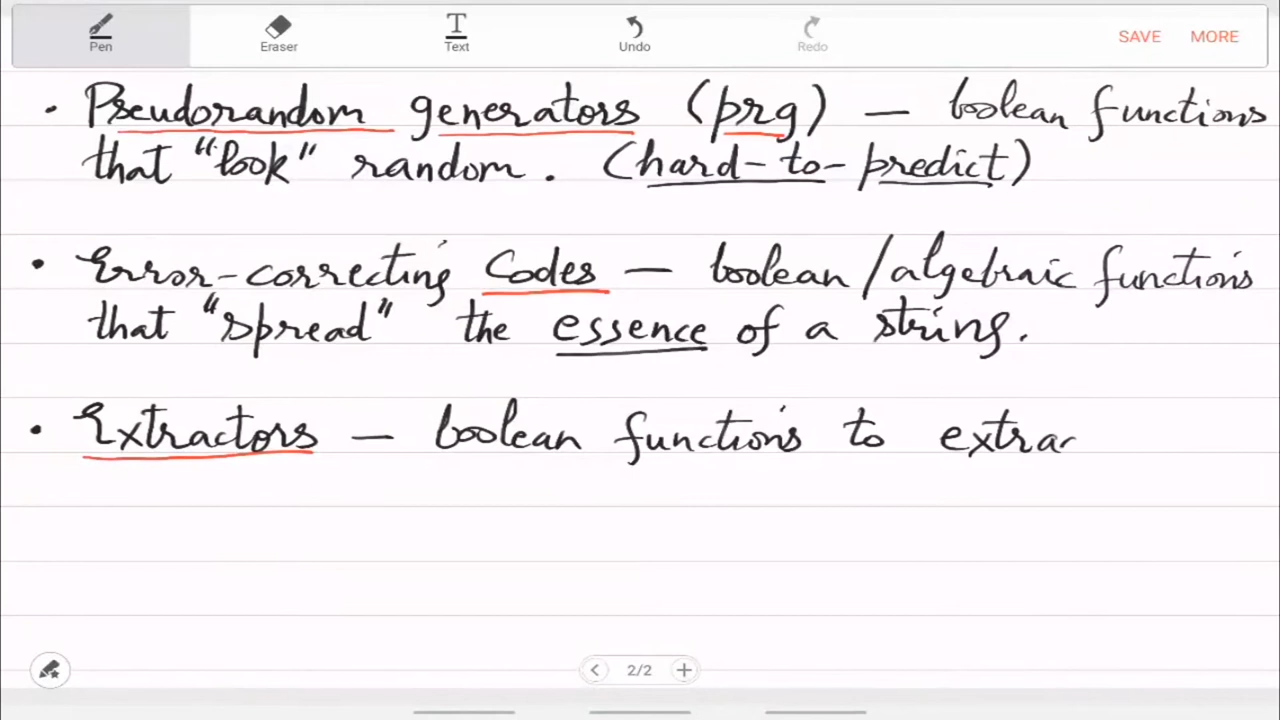 Pen
Eraser
Text
Undo
Redo
SAVE
MORE
• Pseudorandom generators (prg) — boolean functions
that "look" random. (hard-to-predict)
• Error-correcting Codes — boolean/algebraic functions
that "spread" the essence of a string.
• Extractors — boolean functions to extrac
2/2